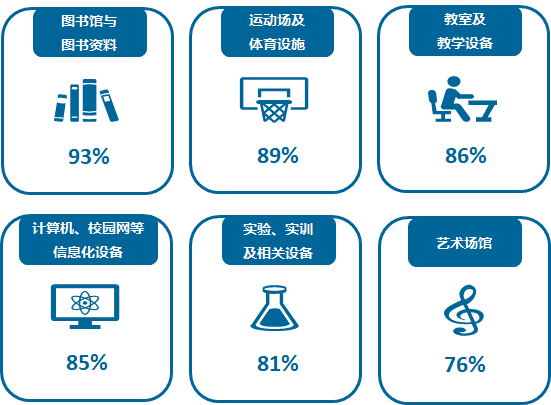 图书馆与
图书资料
93%
运动场及
体育设施
89%
教室及
教学设备
86%
计算机、校园网等
信息化设备
85%
实验、实训
及相关设备
81%
艺术场馆
76%